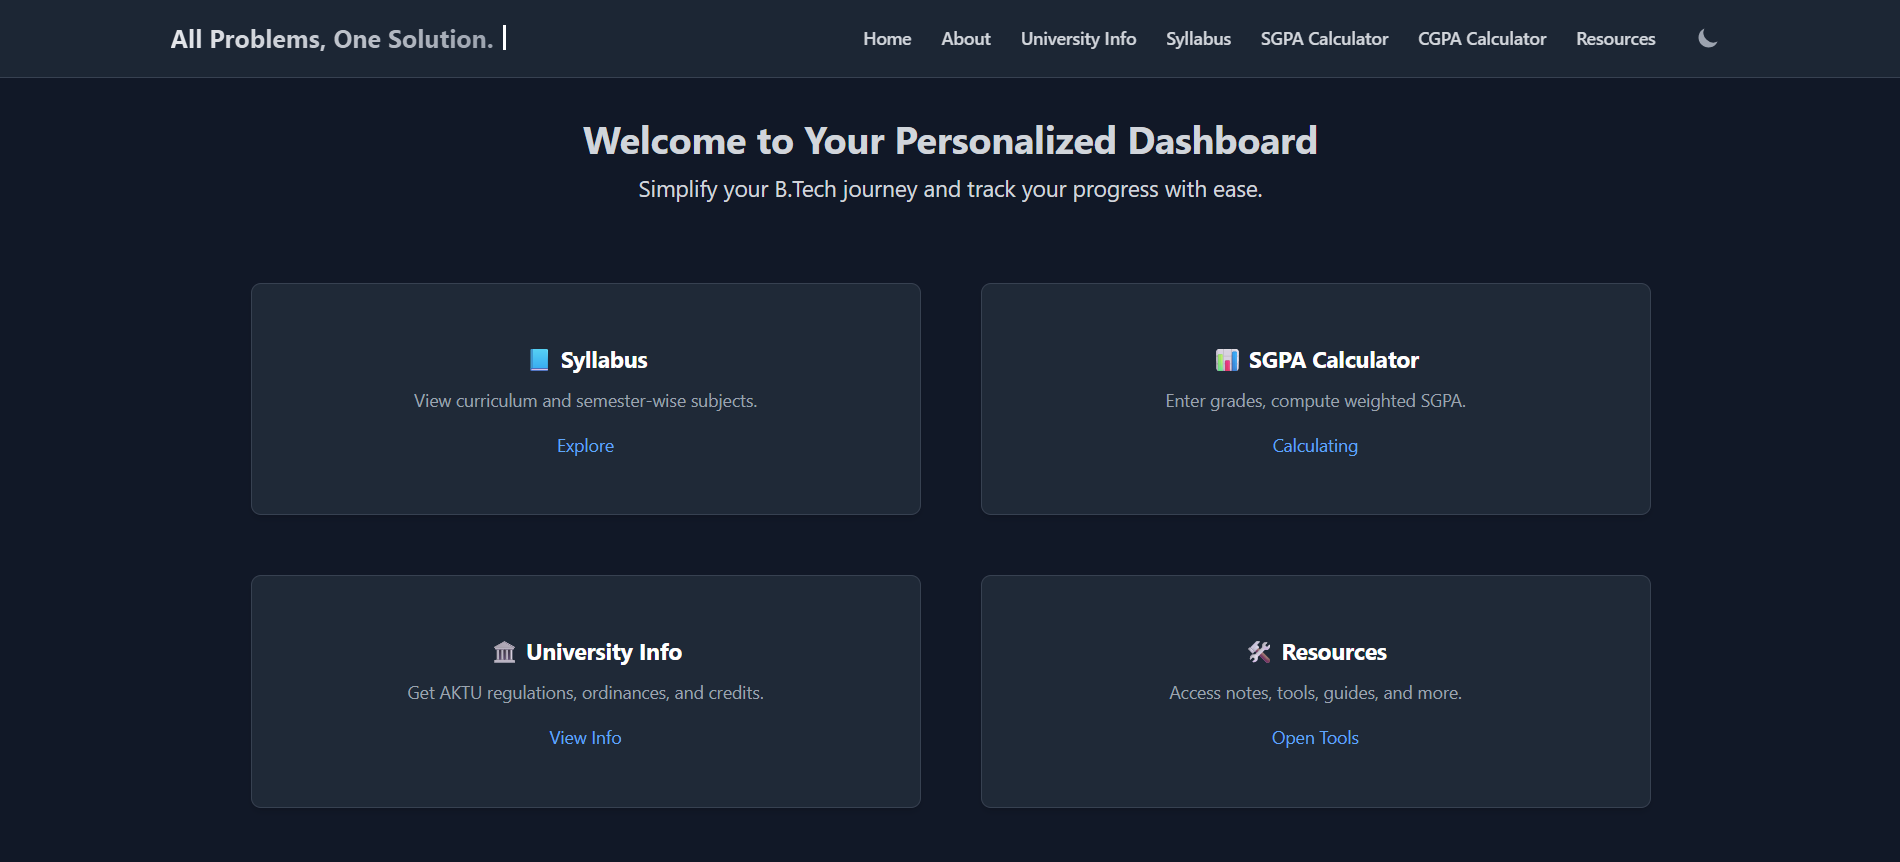 All Problems, One Solution.
Home About University Info Syllabus SGPA Calculator CGPA Calculator Resources
Welcome to Your Personalized Dashboard
Simplify your B.Tech journey and track your progress with ease.
Syllabus
View curriculum and semester-wise subjects.
Explore
SGPA Calculator
Enter grades, compute weighted SGPA.
Calculating
University Info
Get AKTU regulations, ordinances, and credits.
View Info
Resources
Access notes, tools, guides, and more.
Open Tools